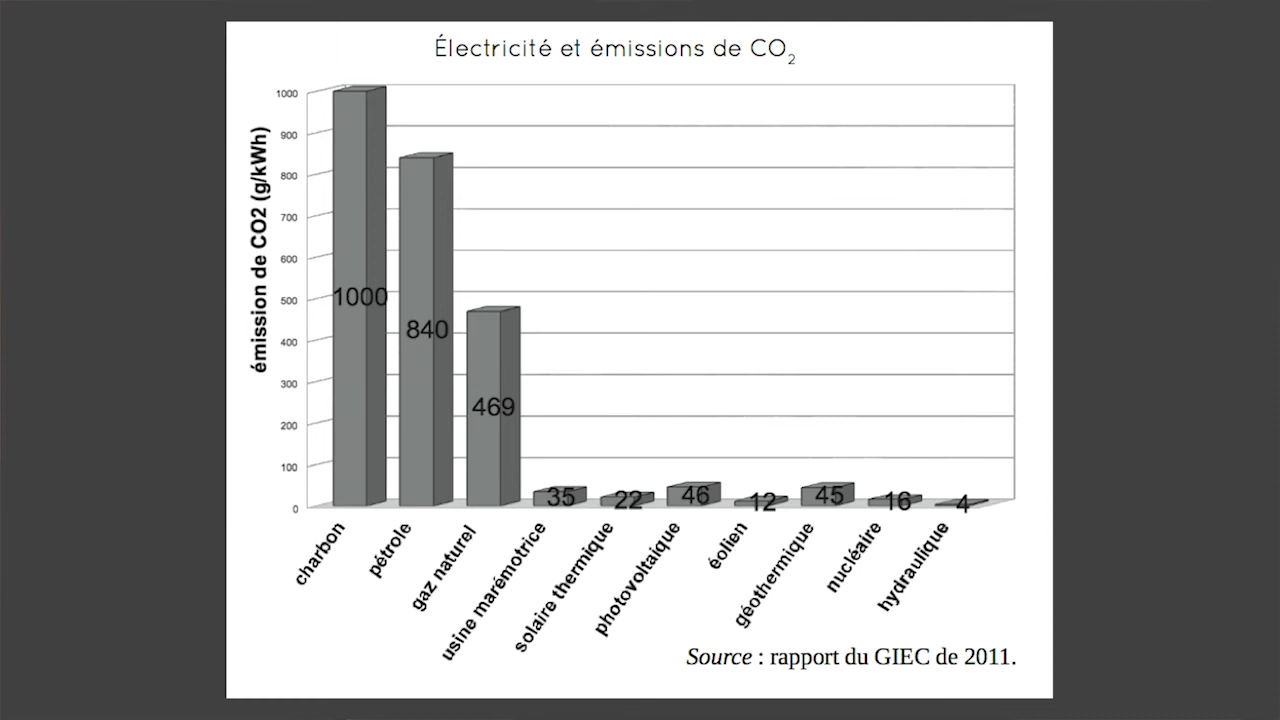 Électricité et émissions de CO2
émission de CO2 (g/kWh)
1000
900
800
700
600
500
400
300
200
100
0
1000
840
469
35
22
46
12
45
16
4
charbon
pétrole
gaz naturel
usine marémotrice
solaire thermique
photovoltaique
éolien
géothermique
nucléaire
hydraulique
Source : rapport du GIEC de 2011.